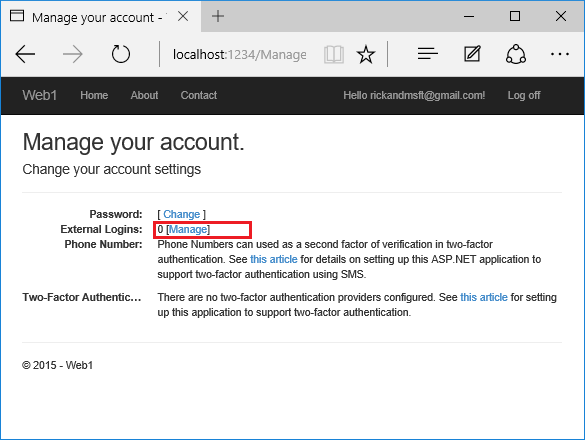 Manage your account -
localhost:1234/Manage
Web1 Home About Contact Hello rickandmsft@gmail.com! Log off
Manage your account.
Change your account settings
Password: [ Change ]
External Logins: 0 [Manage]
Phone Number: Phone Numbers can used as a second factor of verification in two-factor
authentication. See this article for details on setting up this ASP.NET application to
support two-factor authentication using SMS.
Two-Factor Authentic... There are no two-factor authentication providers configured. See this article for setting
up this application to support two-factor authentication.
© 2015 - Web1